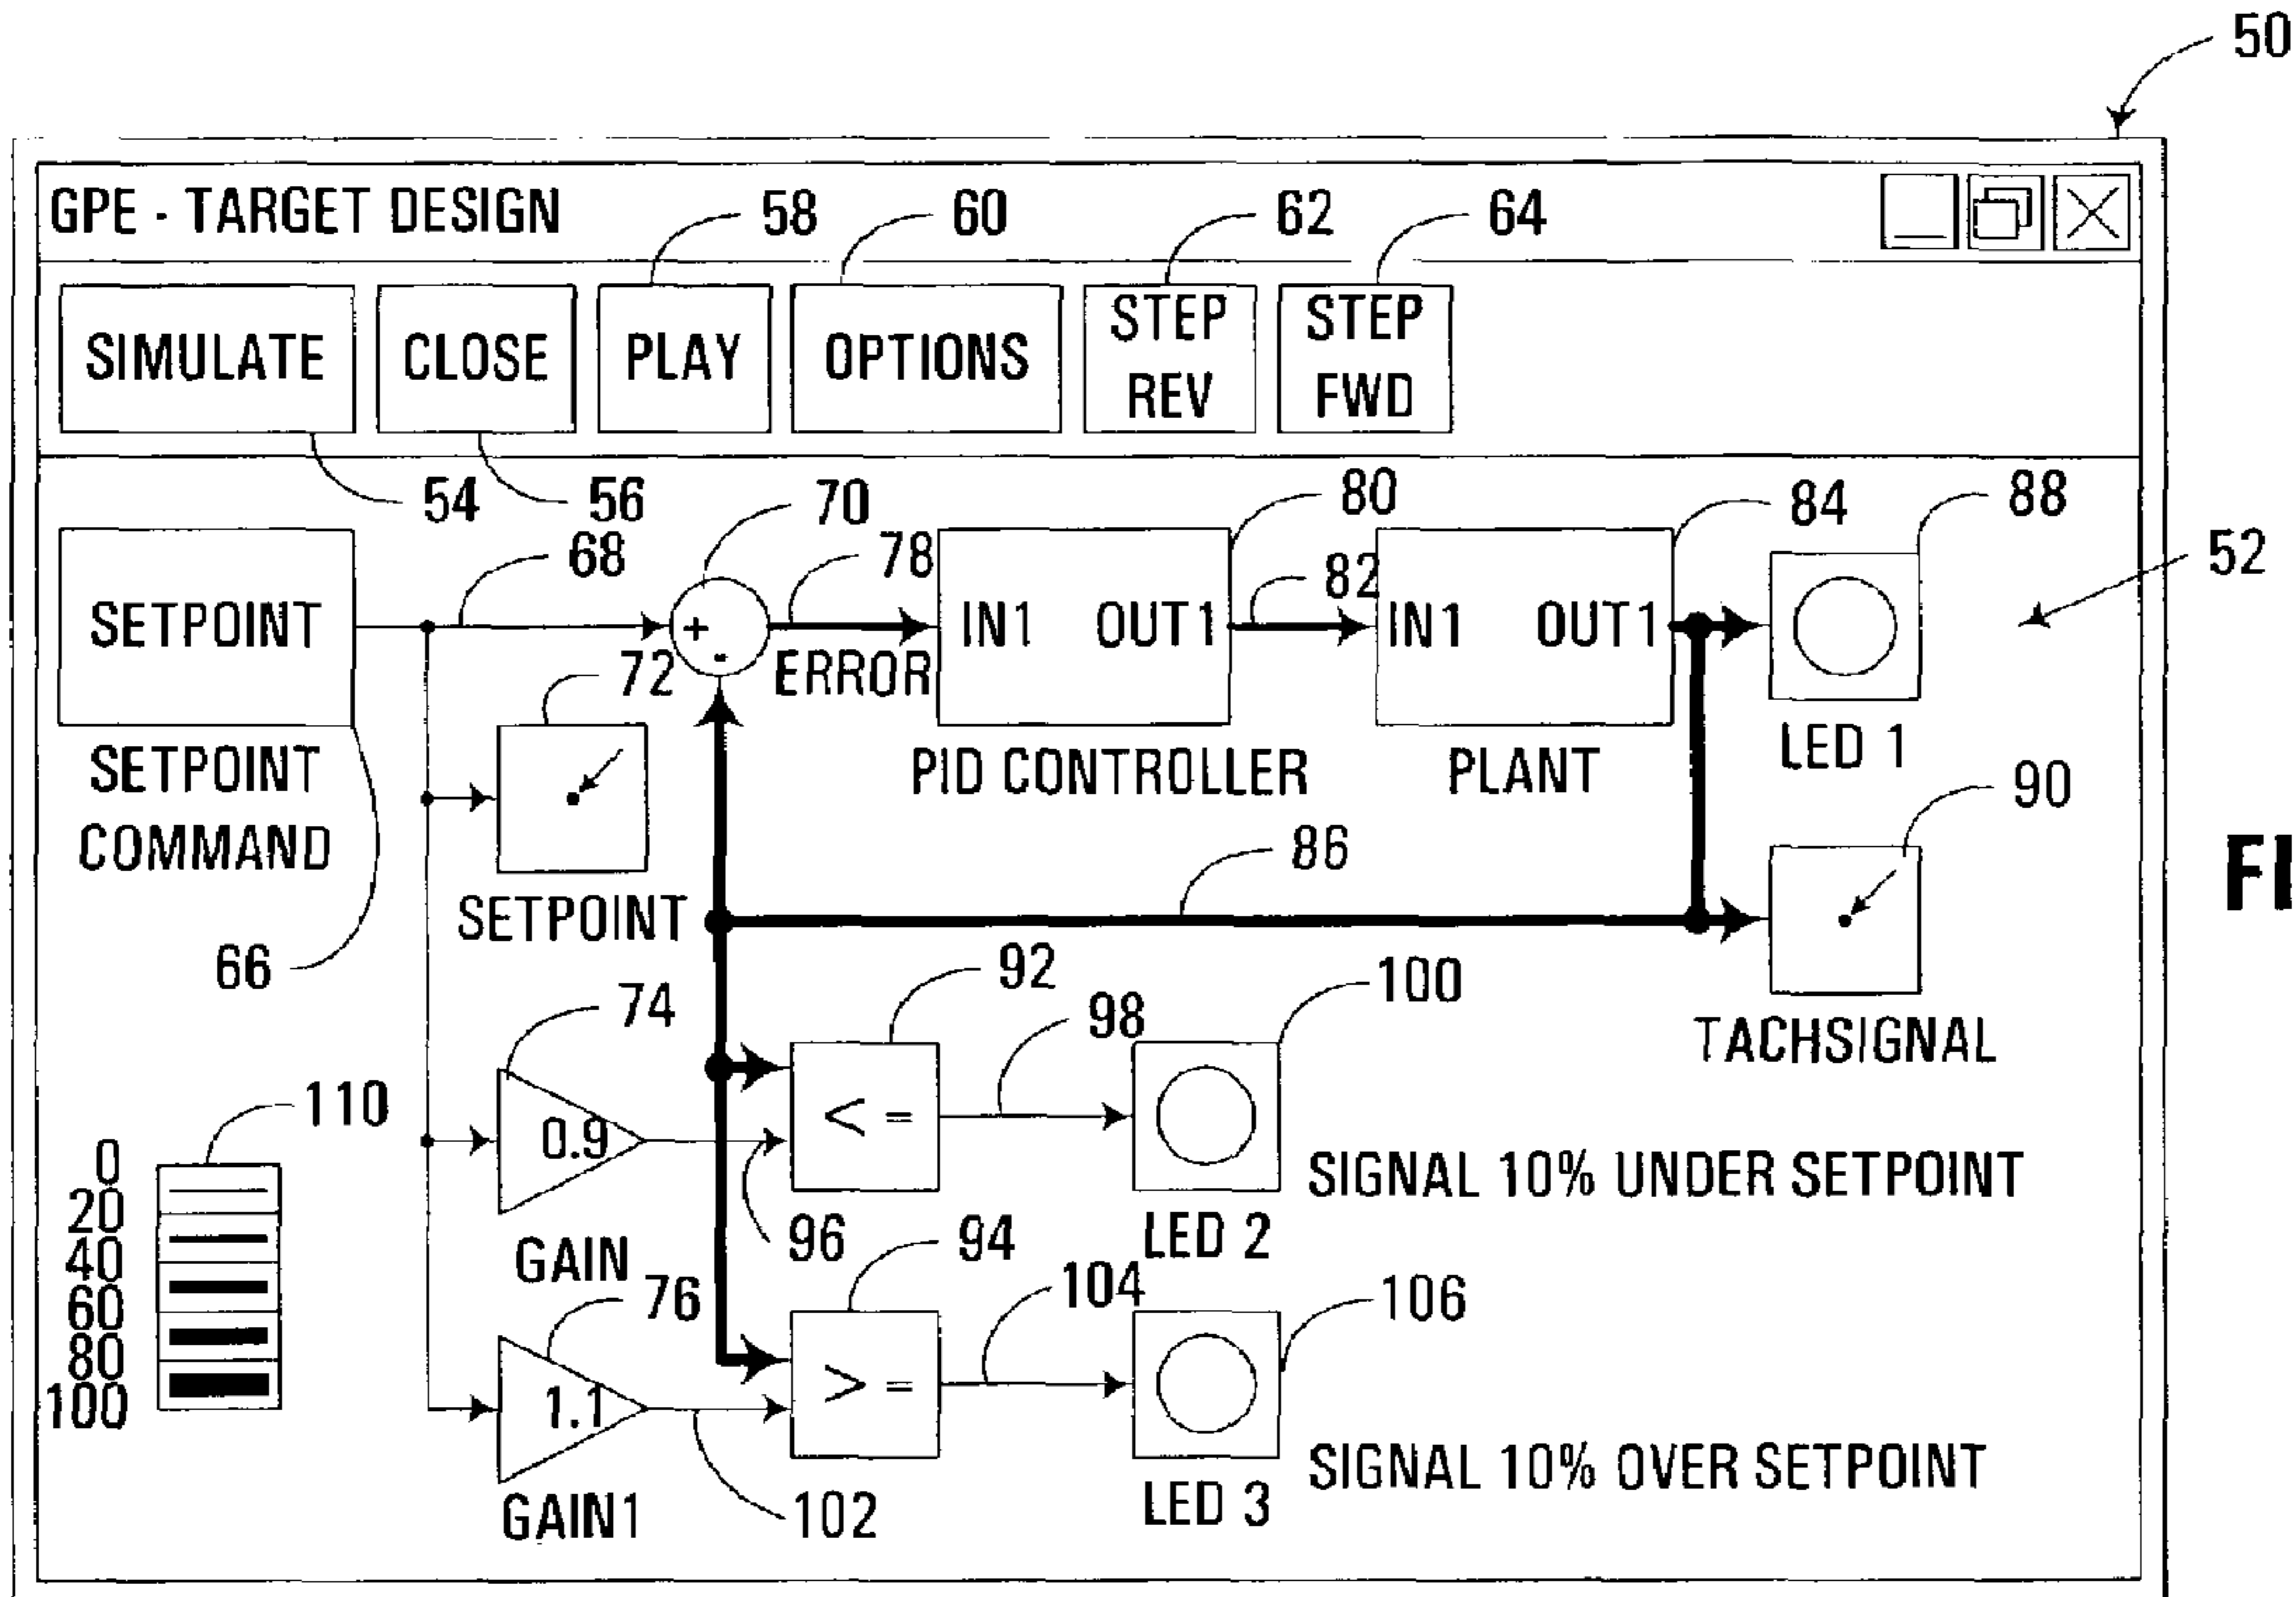 50
GPE - TARGET DESIGN
58
60
62
64
SIMULATE
CLOSE
PLAY
OPTIONS
STEP
REV
STEP
FWD
54
56
70
80
84
88
68
78
82
52
SETPOINT
+
-
IN1 OUT1
IN1 OUT1
72
ERROR
SETPOINT
COMMAND
PID CONTROLLER
PLANT
LED 1
90
86
FI
SETPOINT
66
92
100
74
98
TACHSIGNAL
110
0.9
< =
0
20
40
60
80
100
SIGNAL 10% UNDER SETPOINT
96
94
LED 2
GAIN
76
104
106
1.1
> =
SIGNAL 10% OVER SETPOINT
GAIN1
102
LED 3